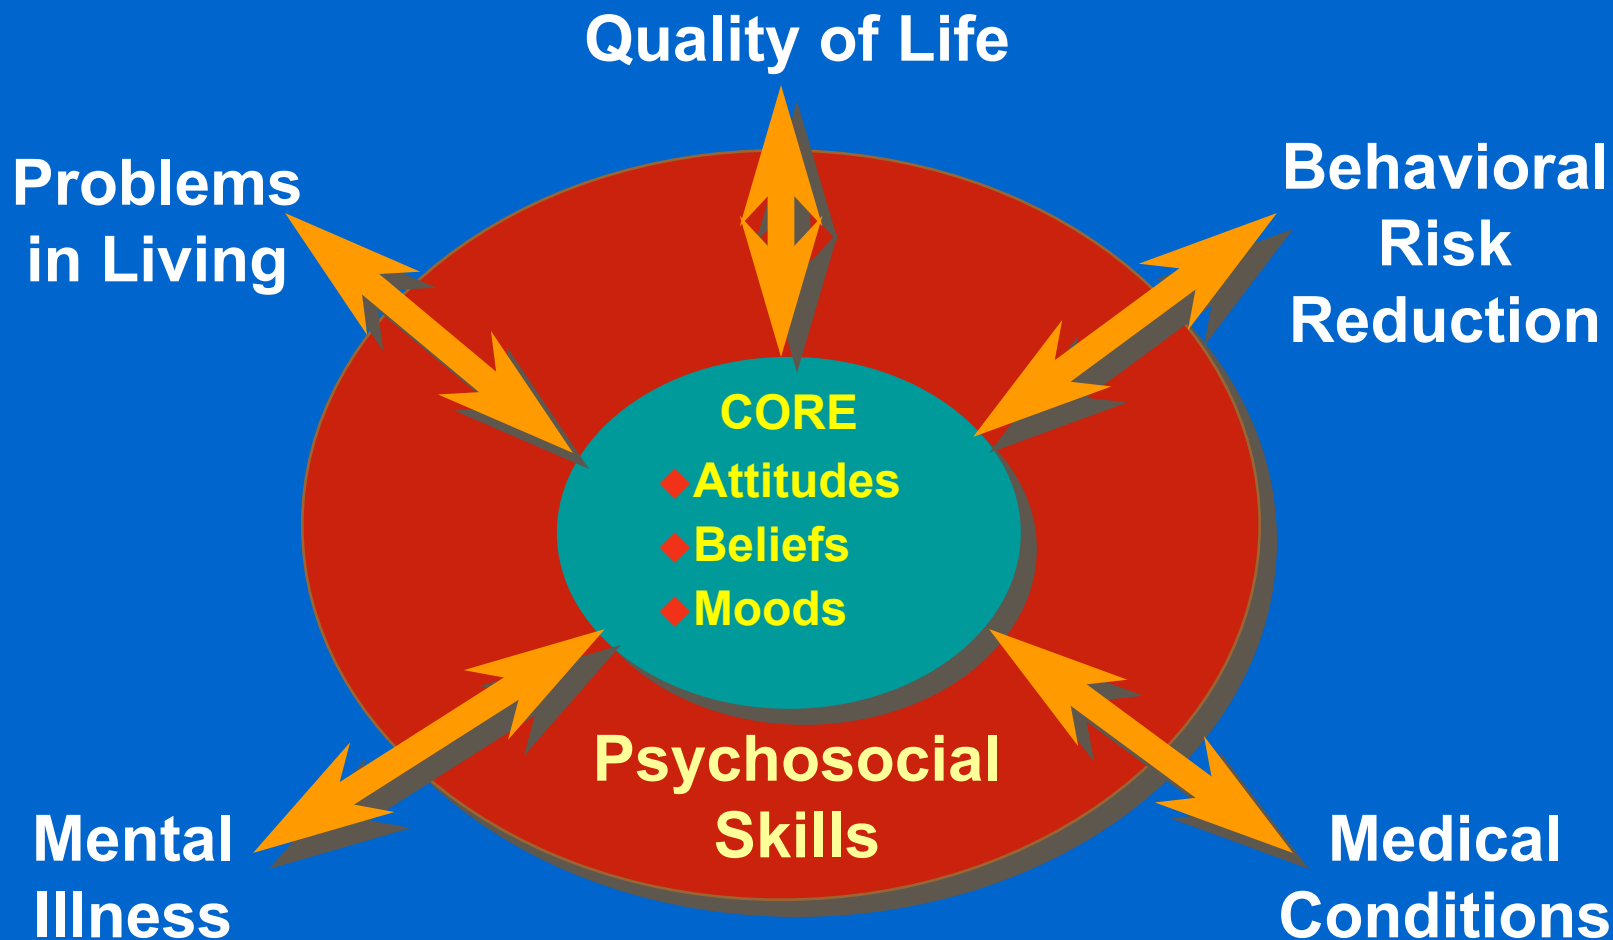 Quality of Life
Problems
in Living
Behavioral
Risk
Reduction
CORE
Attitudes
Beliefs
Moods
Psychosocial
Skills
Mental
Illness
Medical
Conditions